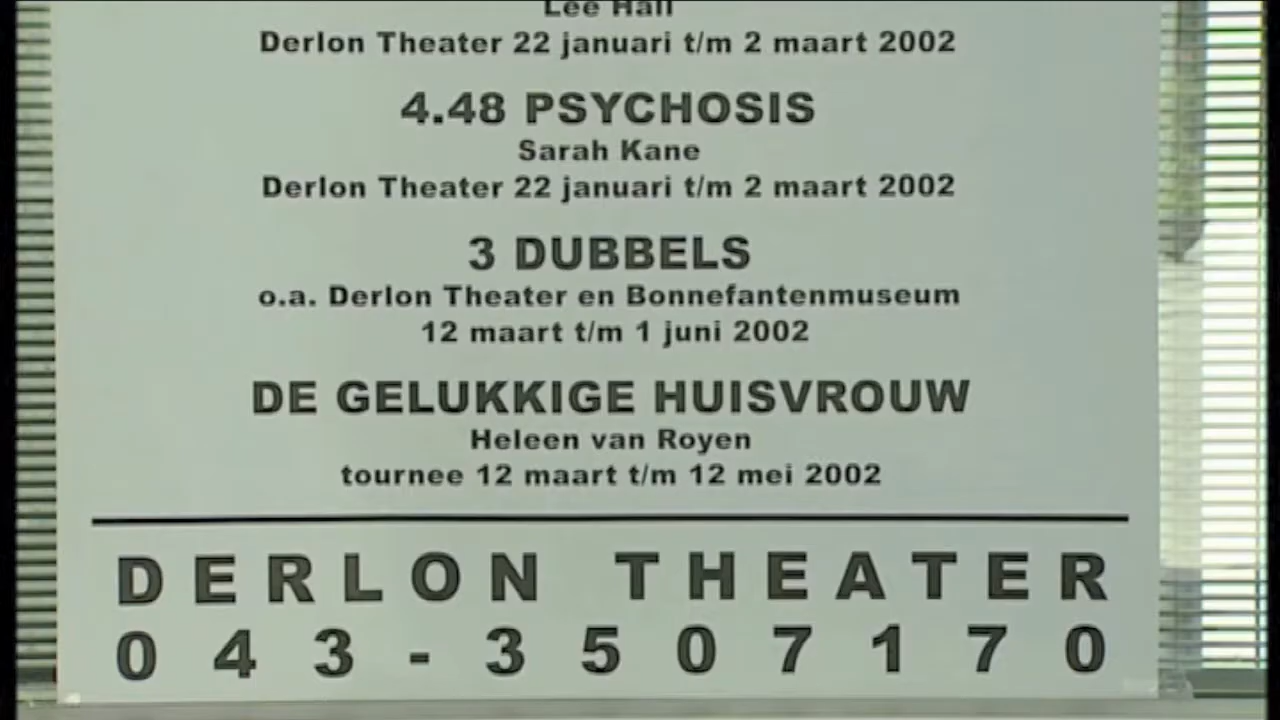 Lee Hall
Derlon Theater 22 januari t/m 2 maart 2002
4.48 PSYCHOSIS
Sarah Kane
Derlon Theater 22 januari t/m 2 maart 2002
3 DUBBELS
o.a. Derlon Theater en Bonnefantenmuseum
12 maart t/m 1 juni 2002
DE GELUKKIGE HUISVROUW
Heleen van Royen
tournee 12 maart t/m 12 mei 2002
DERLON THEATER
043-3507170